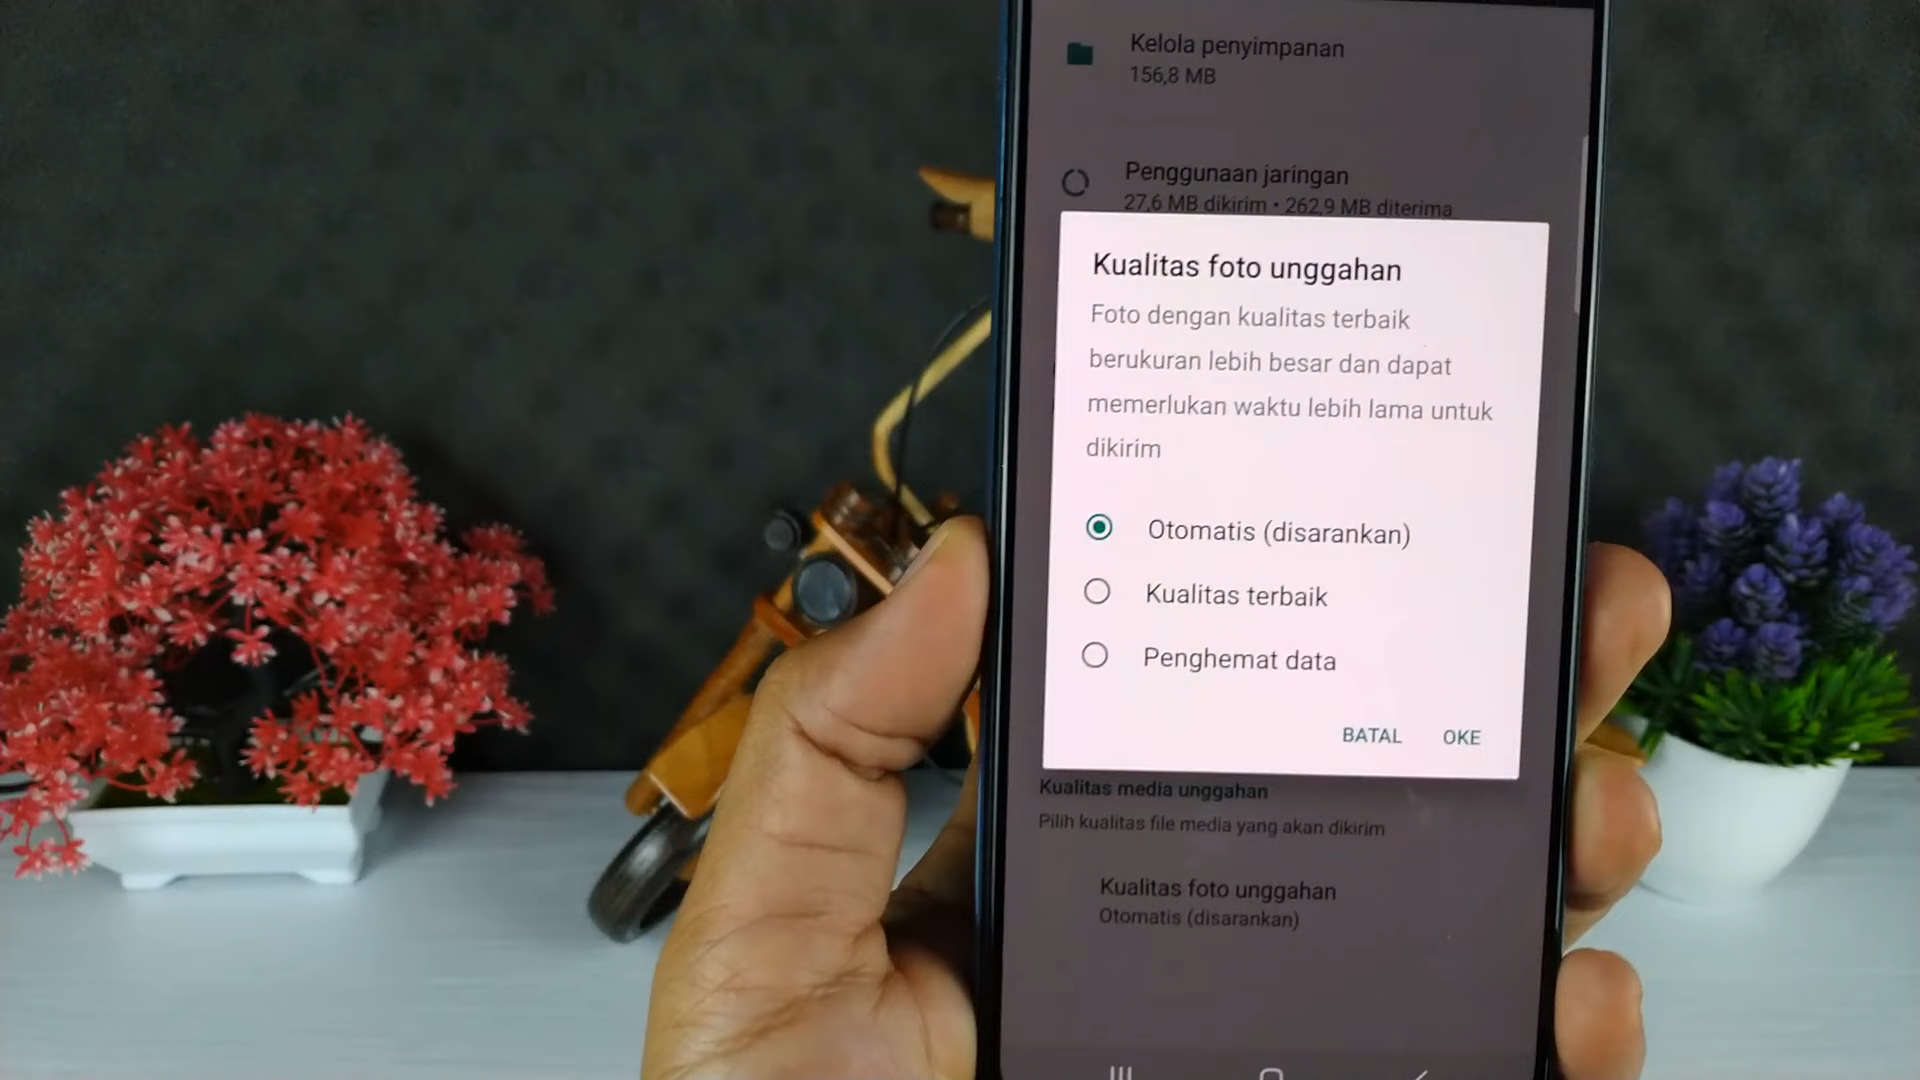 Kelola penyimpanan
156,8 MB
Penggunaan jaringan
27,6 MB dikirim • 262,9 MB diterima
Kualitas foto unggahan
Foto dengan kualitas terbaik
berukuran lebih besar dan dapat
memerlukan waktu lebih lama untuk
dikirim
Otomatis (disarankan)
Kualitas terbaik
Penghemat data
BATAL OKE
Kualitas media unggahan
Pilih kualitas file media yang akan dikirim
Kualitas foto unggahan
Otomatis (disarankan)